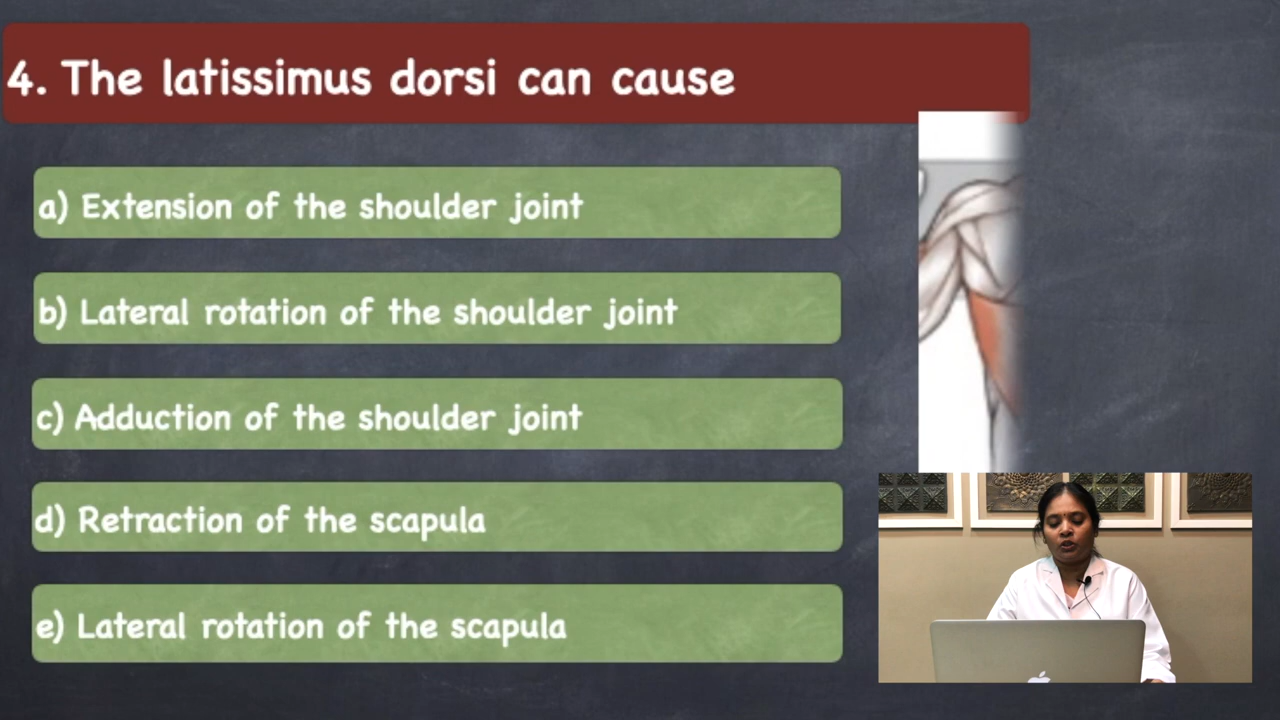 4. The latissimus dorsi can cause
a) Extension of the shoulder joint
b) Lateral rotation of the shoulder joint
c) Adduction of the shoulder joint
d) Retraction of the scapula
e) Lateral rotation of the scapula